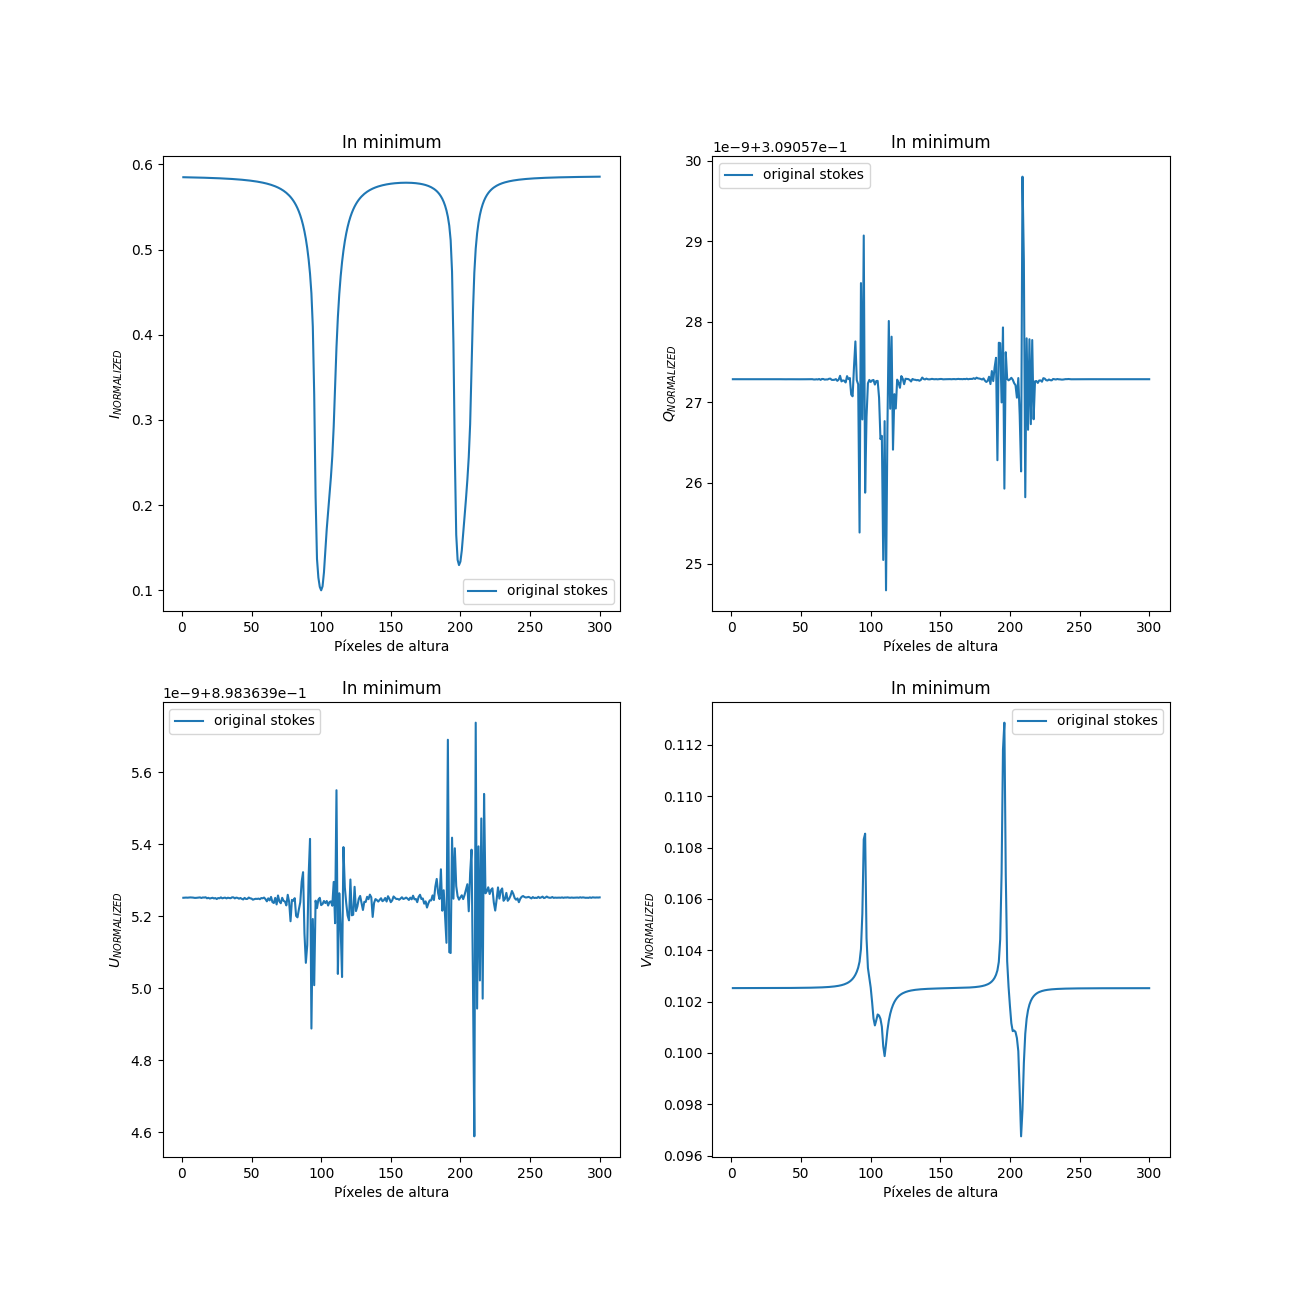 In minimum
0.6
0.5
0.4
0.3
0.2
0.1
I_NORMALIZED
original stokes
0 50 100 150 200 250 300
Píxeles de altura
1e−9+3.09057e−1
In minimum
30
29
28
27
26
25
Q_NORMALIZED
original stokes
0 50 100 150 200 250 300
Píxeles de altura
1e−9+8.983639e−1
In minimum
5.6
5.4
5.2
5.0
4.8
4.6
U_NORMALIZED
original stokes
0 50 100 150 200 250 300
Píxeles de altura
In minimum
0.112
0.110
0.108
0.106
0.104
0.102
0.100
0.098
0.096
V_NORMALIZED
original stokes
0 50 100 150 200 250 300
Píxeles de altura